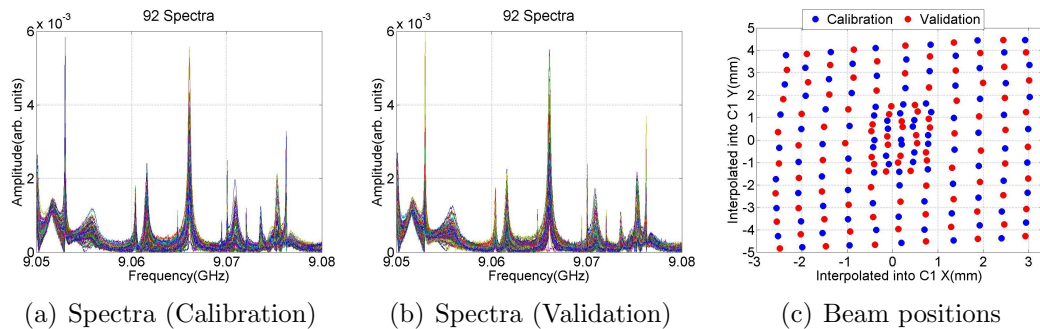 92 Spectra
6 x 10⁻³
4
2
0
9.05 9.06 9.07 9.08
Amplitude(arb. units)
Frequency(GHz)
(a) Spectra (Calibration)
92 Spectra
6 x 10⁻³
4
2
0
9.05 9.06 9.07 9.08
Amplitude(arb. units)
Frequency(GHz)
(b) Spectra (Validation)
Calibration Validation
5
4
3
2
1
0
-1
-2
-3
-4
-5
-3 -2 -1 0 1 2 3
Interpolated into C1 Y(mm)
Interpolated into C1 X(mm)
(c) Beam positions